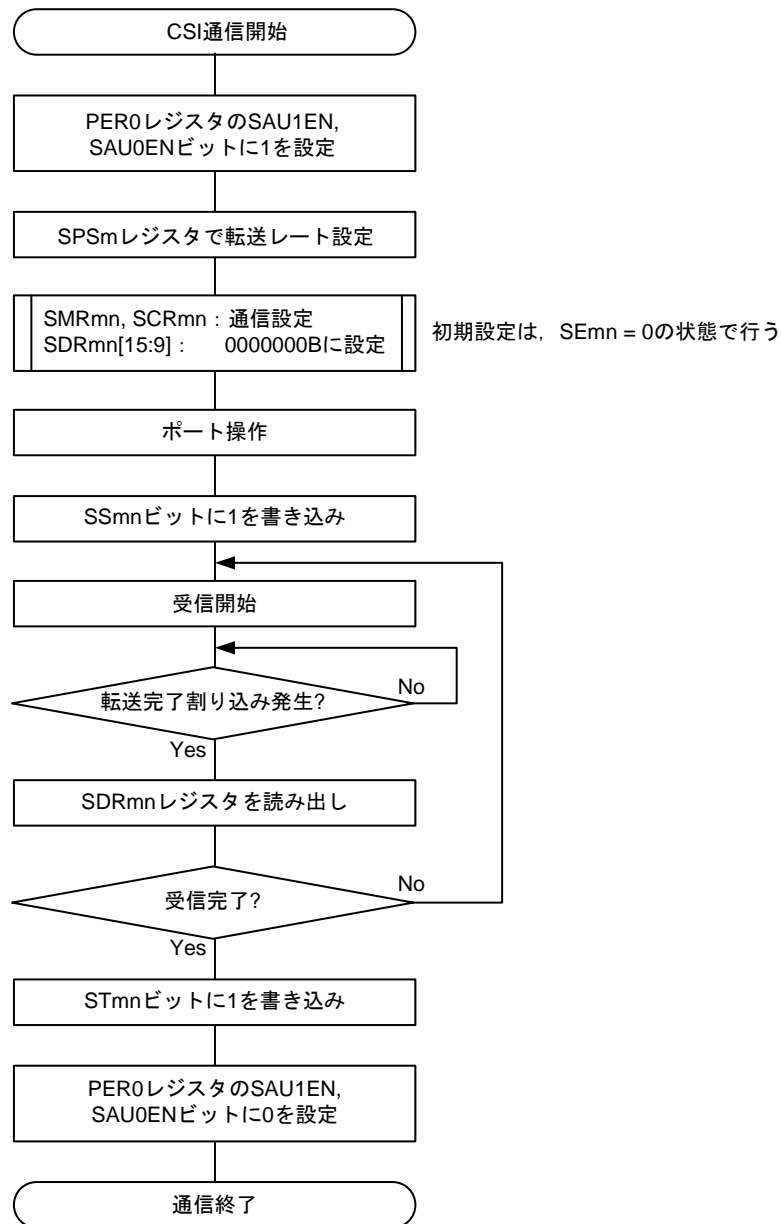 CSI通信開始
PER0レジスタのSAU1EN,
SAU0ENビットに1を設定
SPSmレジスタで転送レート設定
SMRmn, SCRmn：通信設定
SDRmn[15:9]： 0000000Bに設定
初期設定は，SEmn = 0の状態で行う
ポート操作
SSmnビットに1を書き込み
受信開始
転送完了割り込み発生?
No
Yes
SDRmnレジスタを読み出し
受信完了?
No
Yes
STmnビットに1を書き込み
PER0レジスタのSAU1EN,
SAU0ENビットに0を設定
通信終了